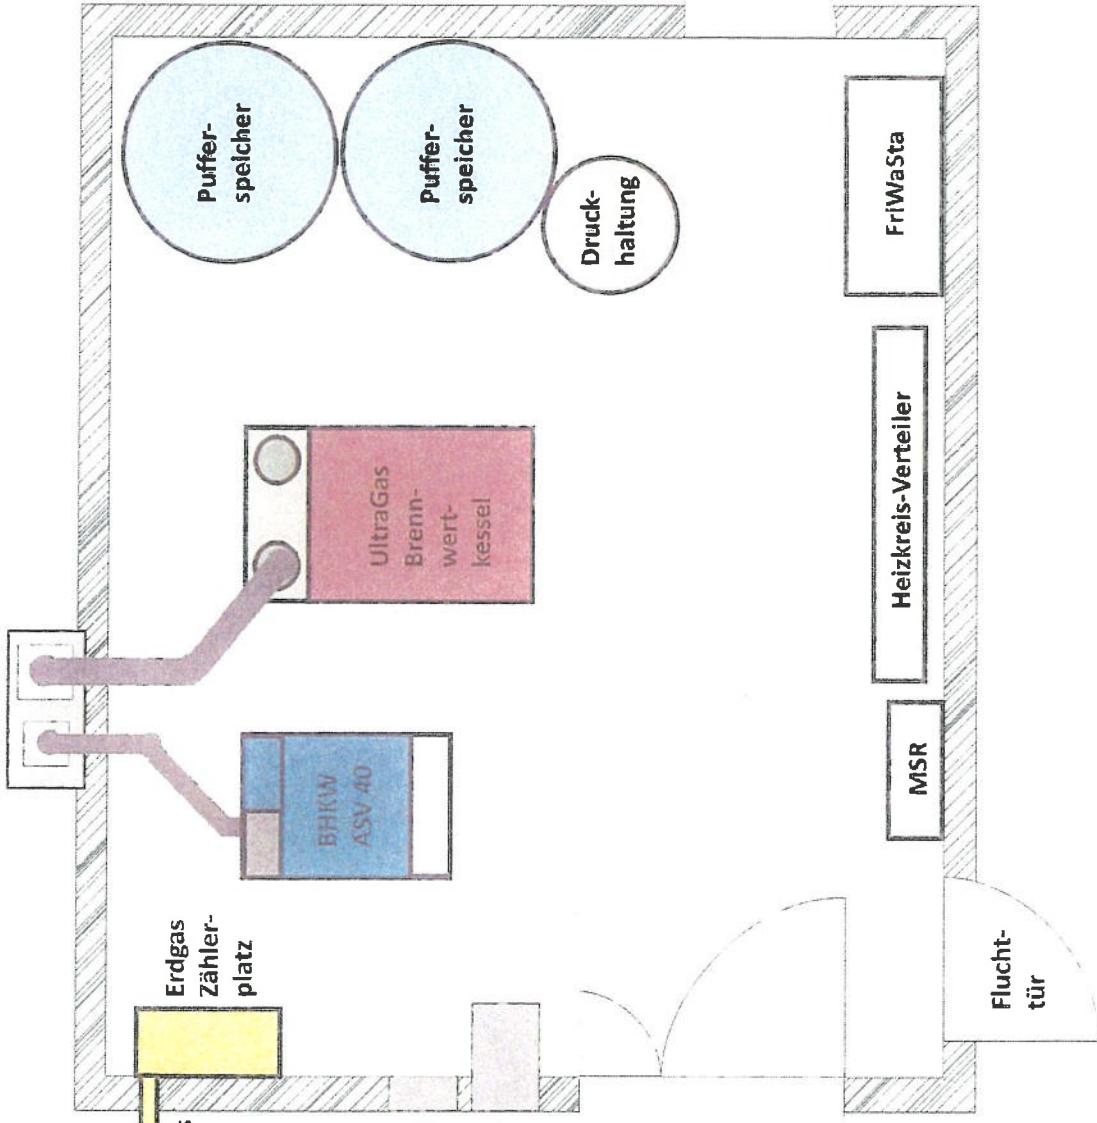 Erdgas
Zähler-
platz
BHKW
ASV 40
UltraGas
Brenn-
wert-
kessel
Puffer-
speicher
Puffer-
speicher
Druck-
haltung
Flucht-
tür
MSR
Heizkreis-Verteiler
FriWaSta